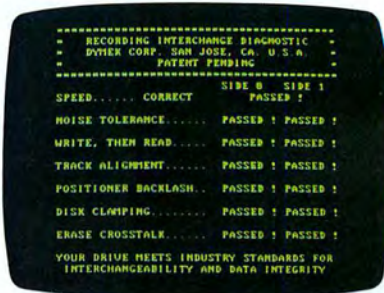 ****************************************
* RECORDING INTERCHANGE DIAGNOSTIC *
* DYMEK CORP. SAN JOSE, CA. U.S.A. *
* PATENT PENDING *
****************************************
SIDE 0 SIDE 1
SPEED...... CORRECT PASSED !
NOISE TOLERANCE...... PASSED ! PASSED !
WRITE, THEN READ..... PASSED ! PASSED !
TRACK ALIGNMENT...... PASSED ! PASSED !
POSITIONER BACKLASH.. PASSED ! PASSED !
DISK CLAMPING........ PASSED ! PASSED !
ERASE CROSSTALK...... PASSED ! PASSED !
YOUR DRIVE MEETS INDUSTRY STANDARDS FOR
INTERCHANGEABILITY AND DATA INTEGRITY